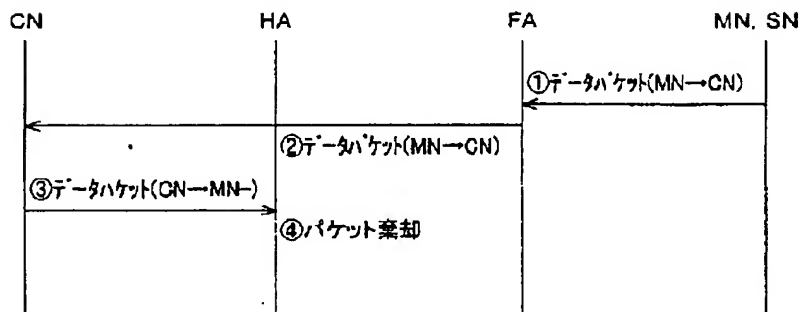 CN HA FA MN, SN
①データパケット(MN→CN)
②データパケット(MN→CN)
③データパケット(CN→MN)
④パケット棄却